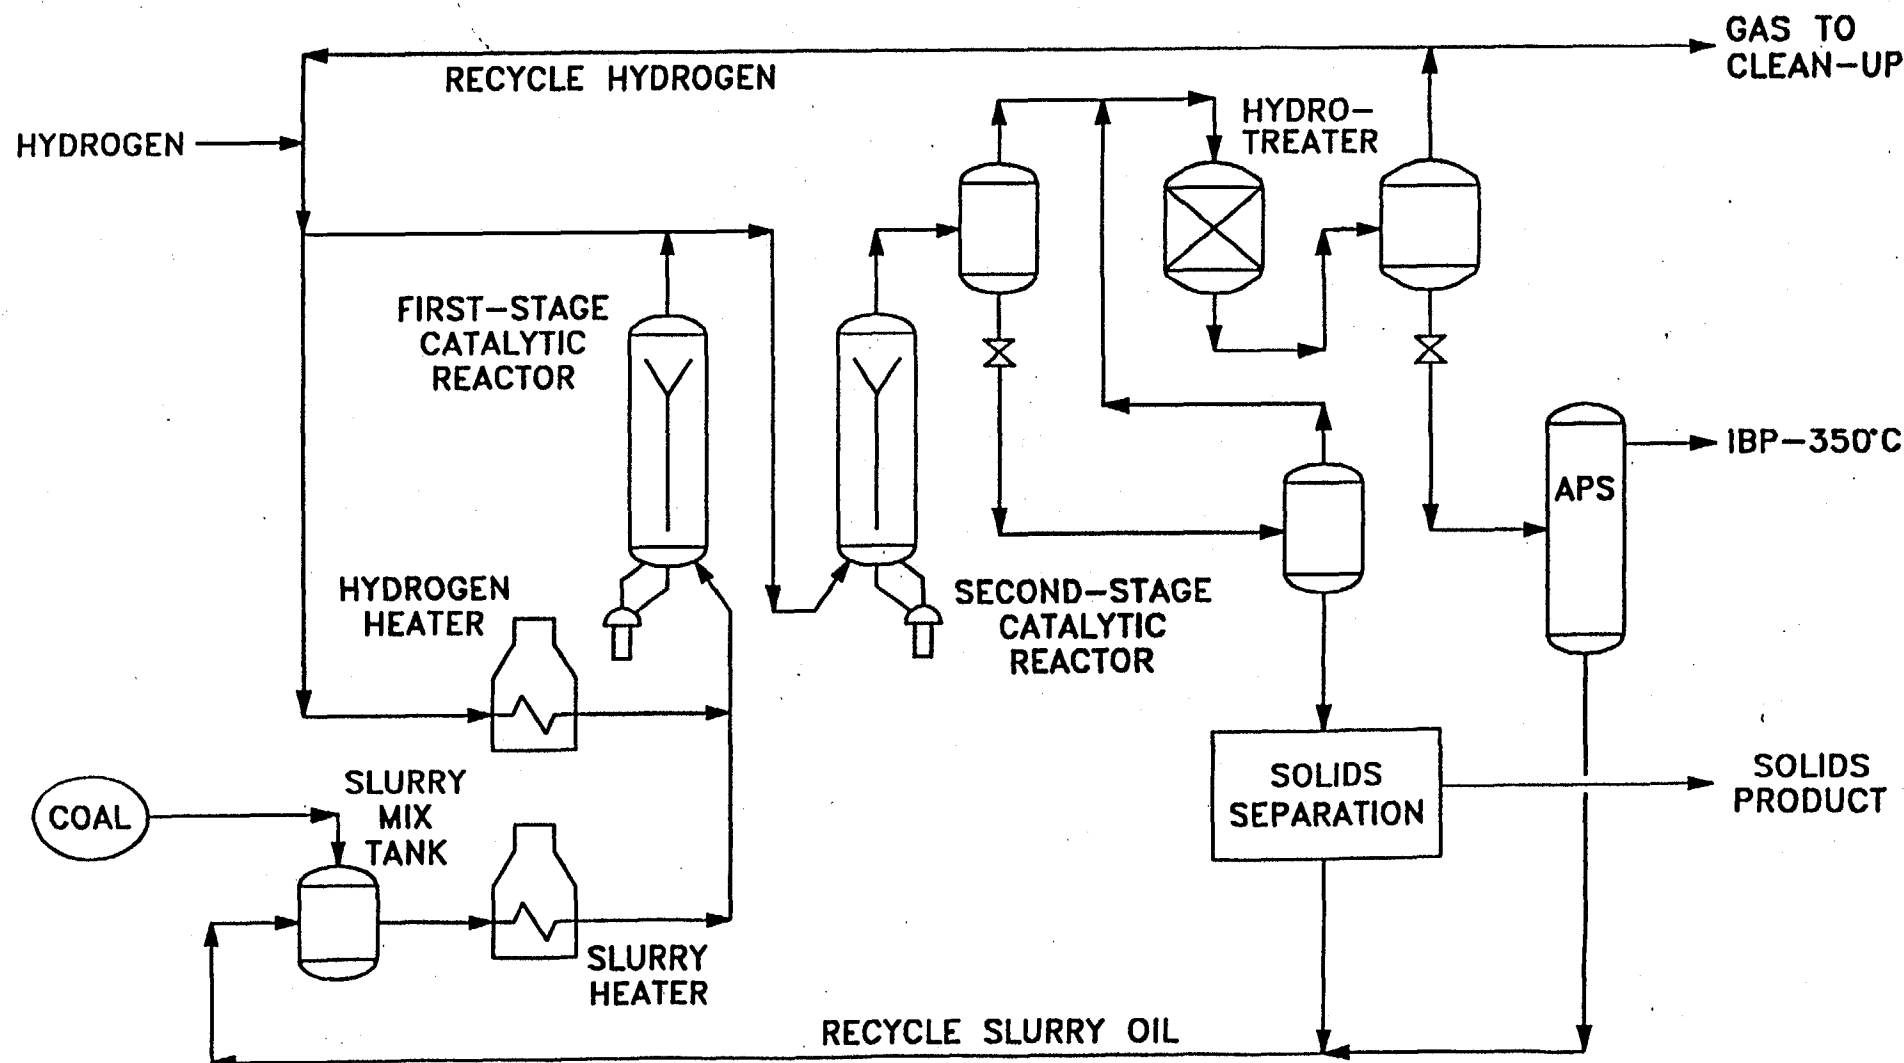 GAS TO
CLEAN-UP
RECYCLE HYDROGEN
HYDROGEN
HYDRO-
TREATER
FIRST-STAGE
CATALYTIC
REACTOR
IBP-350°C
APS
HYDROGEN
HEATER
SECOND-STAGE
CATALYTIC
REACTOR
COAL
SLURRY
MIX
TANK
SOLIDS
SEPARATION
SOLIDS
PRODUCT
SLURRY
HEATER
RECYCLE SLURRY OIL